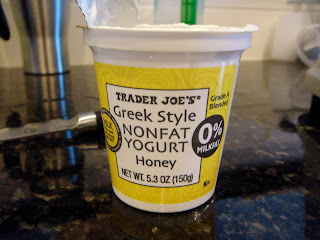 TRADER JOE'S®
Greek Style
NONFAT
YOGURT
Honey
NET WT. 5.3 OZ (150g)
Grade A
Blended
0%
MILKFAT